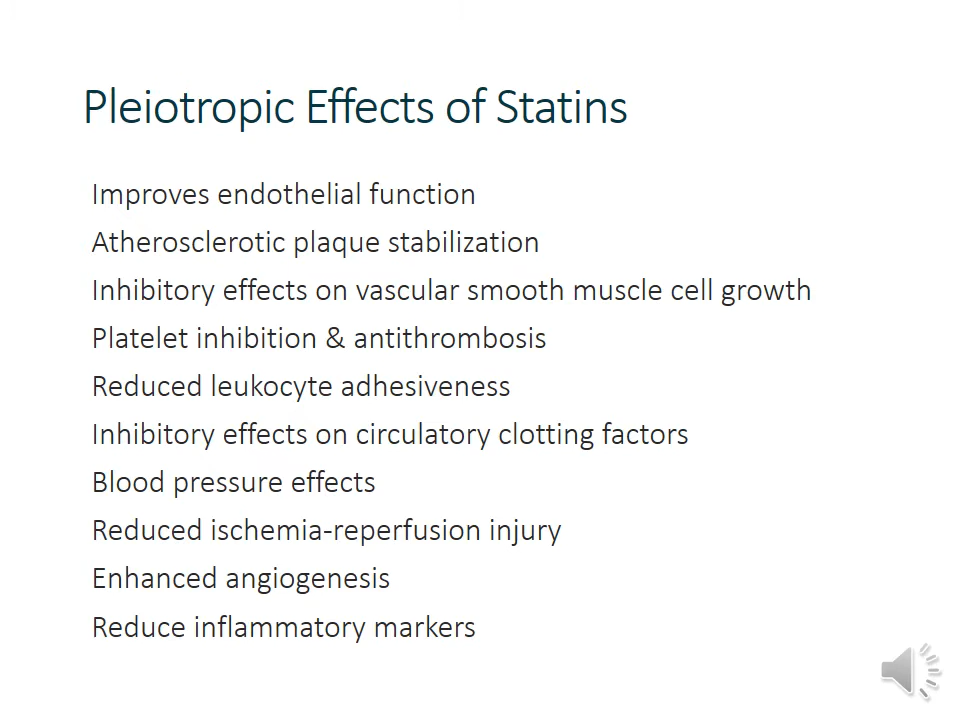 Pleiotropic Effects of Statins
Improves endothelial function
Atherosclerotic plaque stabilization
Inhibitory effects on vascular smooth muscle cell growth
Platelet inhibition & antithrombosis
Reduced leukocyte adhesiveness
Inhibitory effects on circulatory clotting factors
Blood pressure effects
Reduced ischemia-reperfusion injury
Enhanced angiogenesis
Reduce inflammatory markers